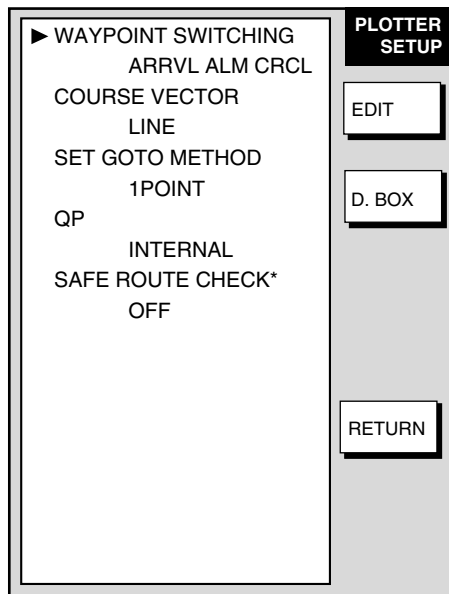 ▶ WAYPOINT SWITCHING
ARRVL ALM CRCL
COURSE VECTOR
LINE
SET GOTO METHOD
1POINT
QP
INTERNAL
SAFE ROUTE CHECK*
OFF
PLOTTER
SETUP
EDIT
D. BOX
RETURN